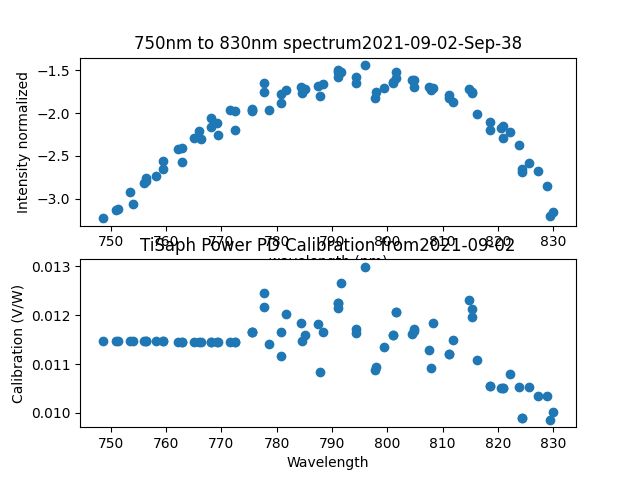 750nm to 830nm spectrum2021-09-02-Sep-38
Intensity normalized
−1.5
−2.0
−2.5
−3.0
750 760 770 780 790 800 810 820 830
wavelength (nm)
TiSaph Power PD Calibration from2021-09-02
Calibration (V/W)
0.013
0.012
0.011
0.010
750 760 770 780 790 800 810 820 830
Wavelength